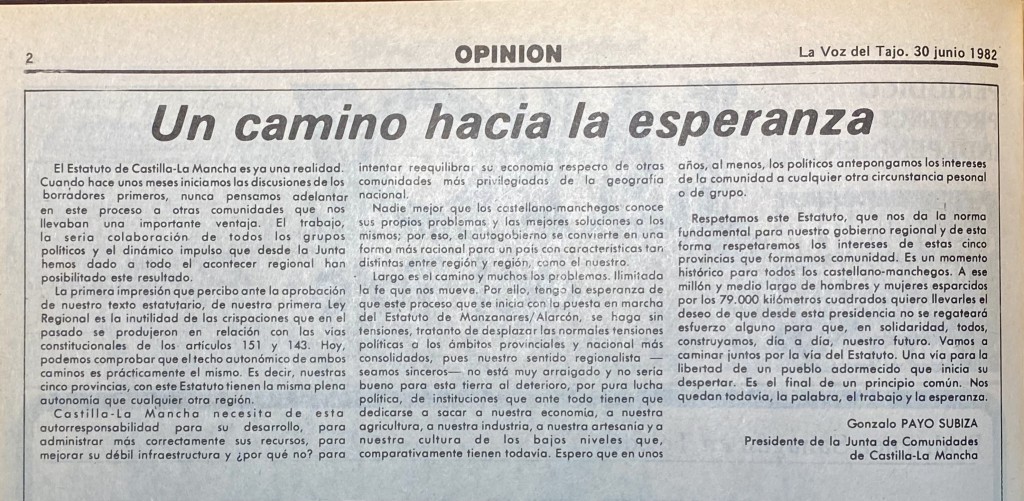 2
OPINION
La Voz del Tajo. 30 junio 1982
Un camino hacia la esperanza
El Estatuto de Castilla-La Mancha es ya una realidad.
Cuando hace unos meses iniciamos las discusiones de los
borradores primeros, nunca pensamos adelantar
en este proceso a otras comunidades que nos
llevaban una importante ventaja. El trabajo,
la seria colaboración de todos los grupos
políticos y el dinámico impulso que desde la Junta
hemos dado a todo el acontecer regional han
posibilitado este resultado.
La primera impresión que percibo ante la aprobación
de nuestro texto estatutario, de nuestra primera Ley
Regional es la inutilidad de las crispaciones que en el
pasado se produjeron en relación con las vías
constitucionales de los artículos 151 y 143. Hoy,
podemos comprobar que el techo autonómico de ambos
caminos es prácticamente el mismo. Es decir, nuestras
cinco provincias, con este Estatuto tienen la misma plena
autonomía que cualquier otra región.
Castilla-La Mancha necesita de esta
autorresponsabilidad para su desarrollo, para
administrar más correctamente sus recursos, para
mejorar su débil infraestructura y ¿por qué no? para
intentar reequilibrar su economía respecto de otras
comunidades más privilegiadas de la geografía
nacional.
Nadie mejor que los castellano-manchegos conoce
sus propios problemas y las mejores soluciones a los
mismos; por eso, el autogobierno se convierte en una
forma más racional para un país con características tan
distintas entre región y región, como el nuestro.
Largo es el camino y muchos los problemas. Ilimitada
la fe que nos mueve. Por ello, tengo la esperanza de
que este proceso que se inicia con la puesta en marcha
del Estatuto de Manzanares/Alarcón, se haga sin
tensiones, tratanto de desplazar las normales tensiones
políticas a los ámbitos provinciales y nacional más
consolidados, pues nuestro sentido regionalista —
seamos sinceros— no está muy arraigado y no sería
bueno para esta tierra al deterioro, por pura lucha
política, de instituciones que ante todo tienen que
dedicarse a sacar a nuestra economía, a nuestra
agricultura, a nuestra industria, a nuestra artesanía y a
nuestra cultura de los bajos niveles que,
comparativamente tienen todavía. Espero que en unos
años, al menos, los políticos antepongamos los intereses
de la comunidad a cualquier otra circunstancia pesonal
o de grupo.
Respetamos este Estatuto, que nos da la norma
fundamental para nuestro gobierno regional y de esta
forma respetaremos los intereses de estas cinco
provincias que formamos comunidad. Es un momento
histórico para todos los castellano-manchegos. A ese
millón y medio largo de hombres y mujeres esparcidos
por los 79.000 kilómetros cuadrados quiero llevarles el
deseo de que desde esta presidencia no se regateará
esfuerzo alguno para que, en solidaridad, todos,
construyamos, día a día, nuestro futuro. Vamos a
caminar juntos por la vía del Estatuto. Una vía para la
libertad de un pueblo adormecido que inicia su
despertar. Es el final de un principio común. Nos
quedan todavía, la palabra, el trabajo y la esperanza.
Gonzalo PAYO SUBIZA
Presidente de la Junta de Comunidades
de Castilla-La Mancha